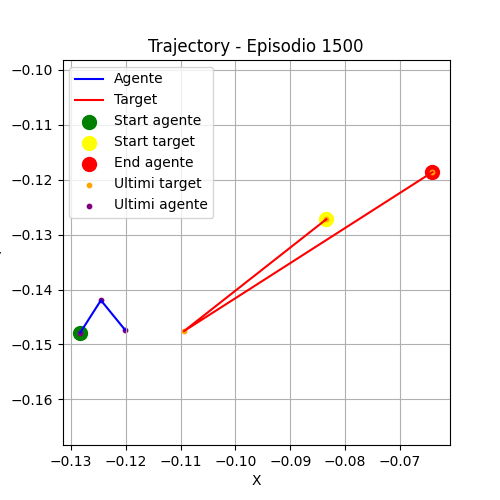 Trajectory - Episodio 1500
Agente
Target
Start agente
Start target
End agente
Ultimi target
Ultimi agente
−0.10
−0.11
−0.12
−0.13
−0.14
−0.15
−0.16
−0.13 −0.12 −0.11 −0.10 −0.09 −0.08 −0.07
X